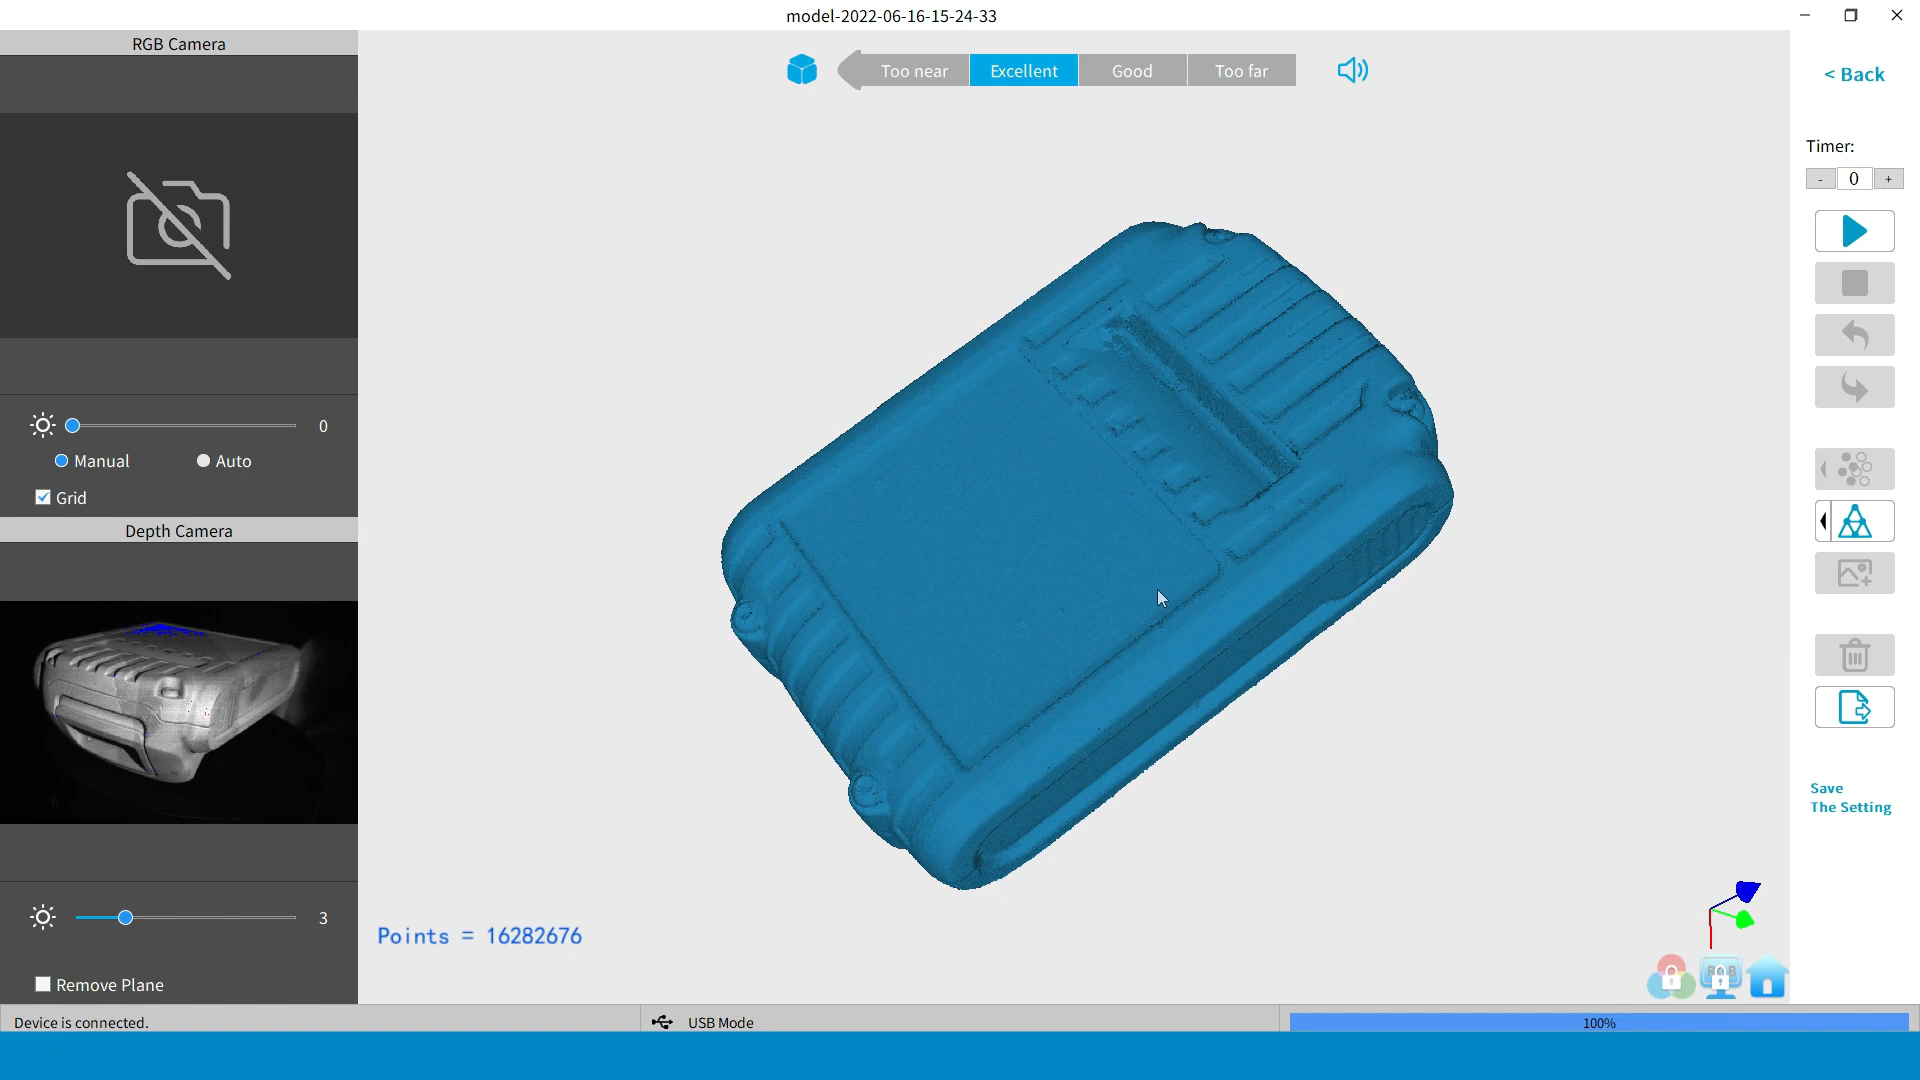 model-2022-06-16-15-24-33
RGB Camera
Too near
Excellent
Good
Too far
< Back
Timer:
- 0 +
0
Manual
Auto
Grid
Depth Camera
Save
The Setting
3
Points = 16282676
Remove Plane
RGB
Device is connected.
USB Mode
100%